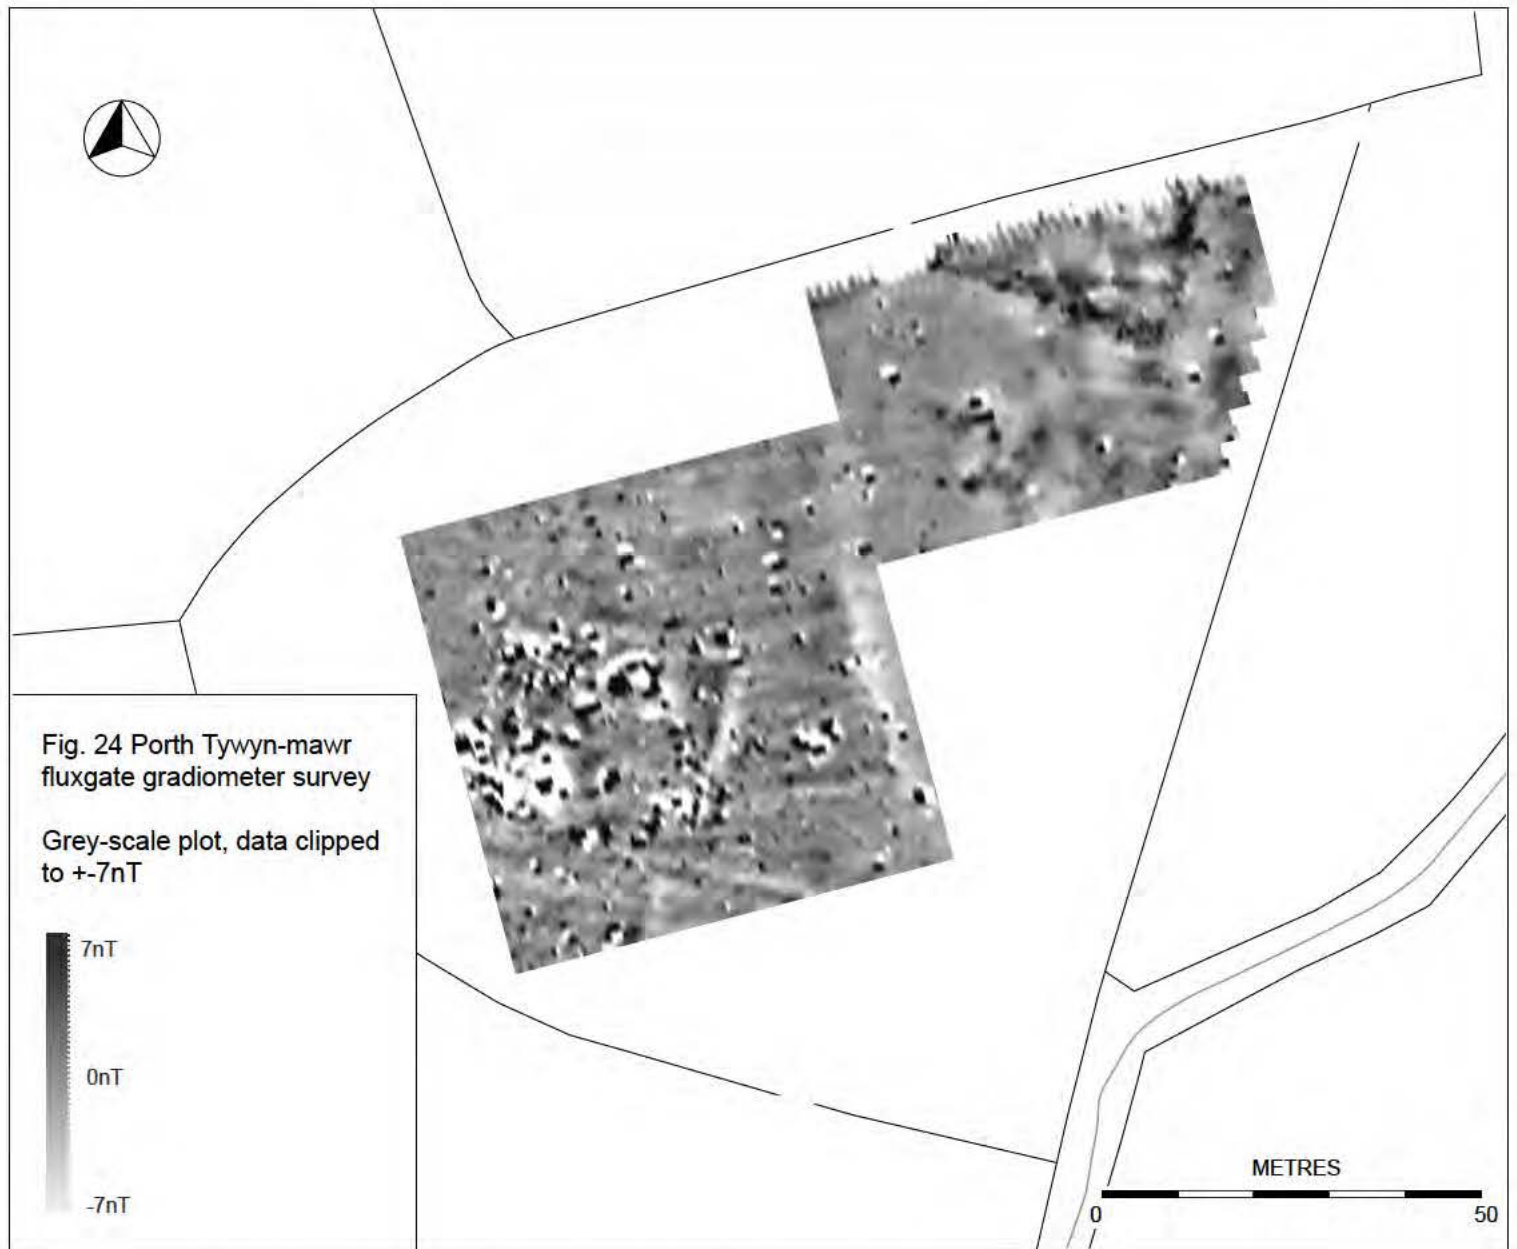 Fig. 24 Porth Tywyn-mawr
fluxgate gradiometer survey
Grey-scale plot, data clipped
to +-7nT
7nT
0nT
-7nT
METRES
0
50